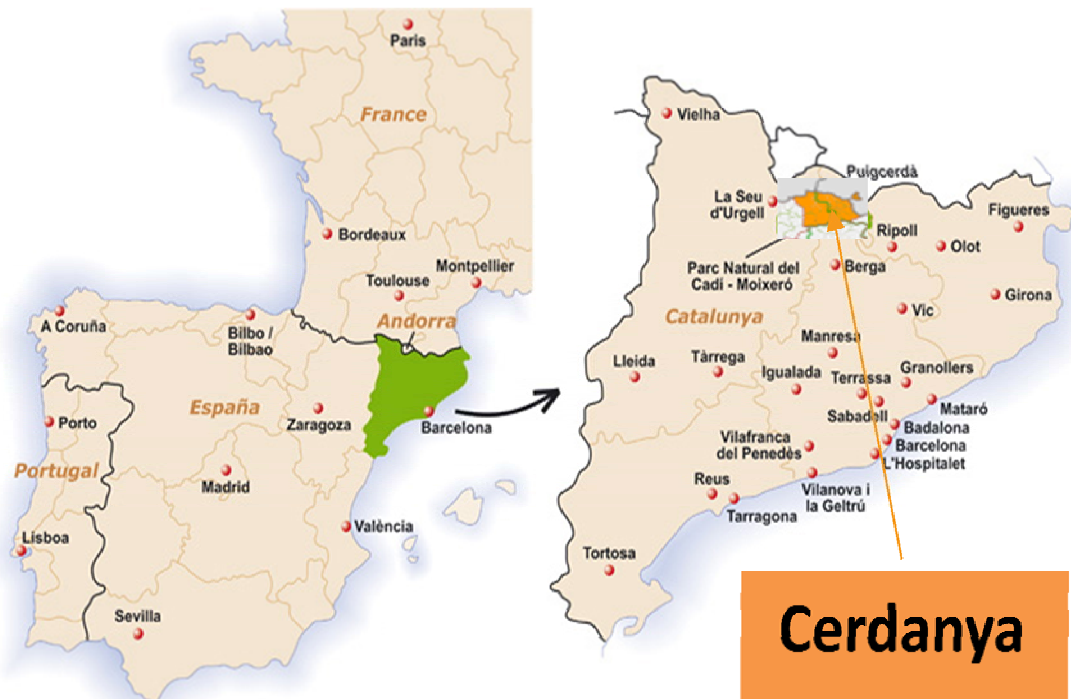 Paris
France
Bordeaux
Montpellier
Toulouse
Andorra
A Coruña
Bilbo /
Bilbao
España
Zaragoza
Barcelona
Porto
Portugal
Madrid
Lisboa
València
Sevilla
Vielha
Puigcerdà
La Seu
d'Urgell
Figueres
Ripoll
Olot
Parc Natural del
Cadí - Moixeró
Berga
Girona
Catalunya
Vic
Manresa
Lleida
Tàrrega
Igualada
Terrassa
Granollers
Sabadell
Mataró
Badalona
Barcelona
L'Hospitalet
Vilafranca
del Penedès
Reus
Tarragona
Vilanova i
la Geltrú
Tortosa
Cerdanya